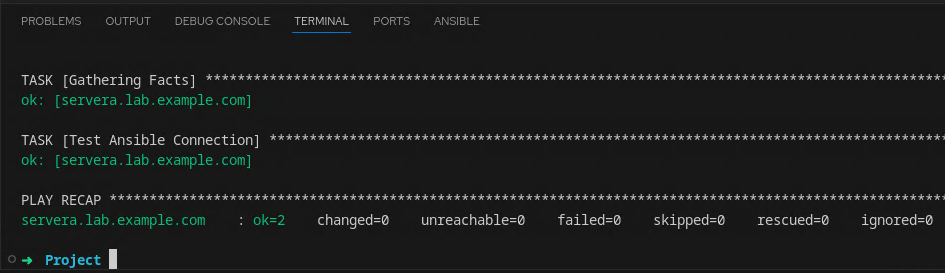 PROBLEMS OUTPUT DEBUG CONSOLE TERMINAL PORTS ANSIBLE
TASK [Gathering Facts] *********************************************************************************************
ok: [servera.lab.example.com]
TASK [Test Ansible Connection] *************************************************************************************
ok: [servera.lab.example.com]
PLAY RECAP *********************************************************************************************************
servera.lab.example.com : ok=2 changed=0 unreachable=0 failed=0 skipped=0 rescued=0 ignored=0
➜ Project